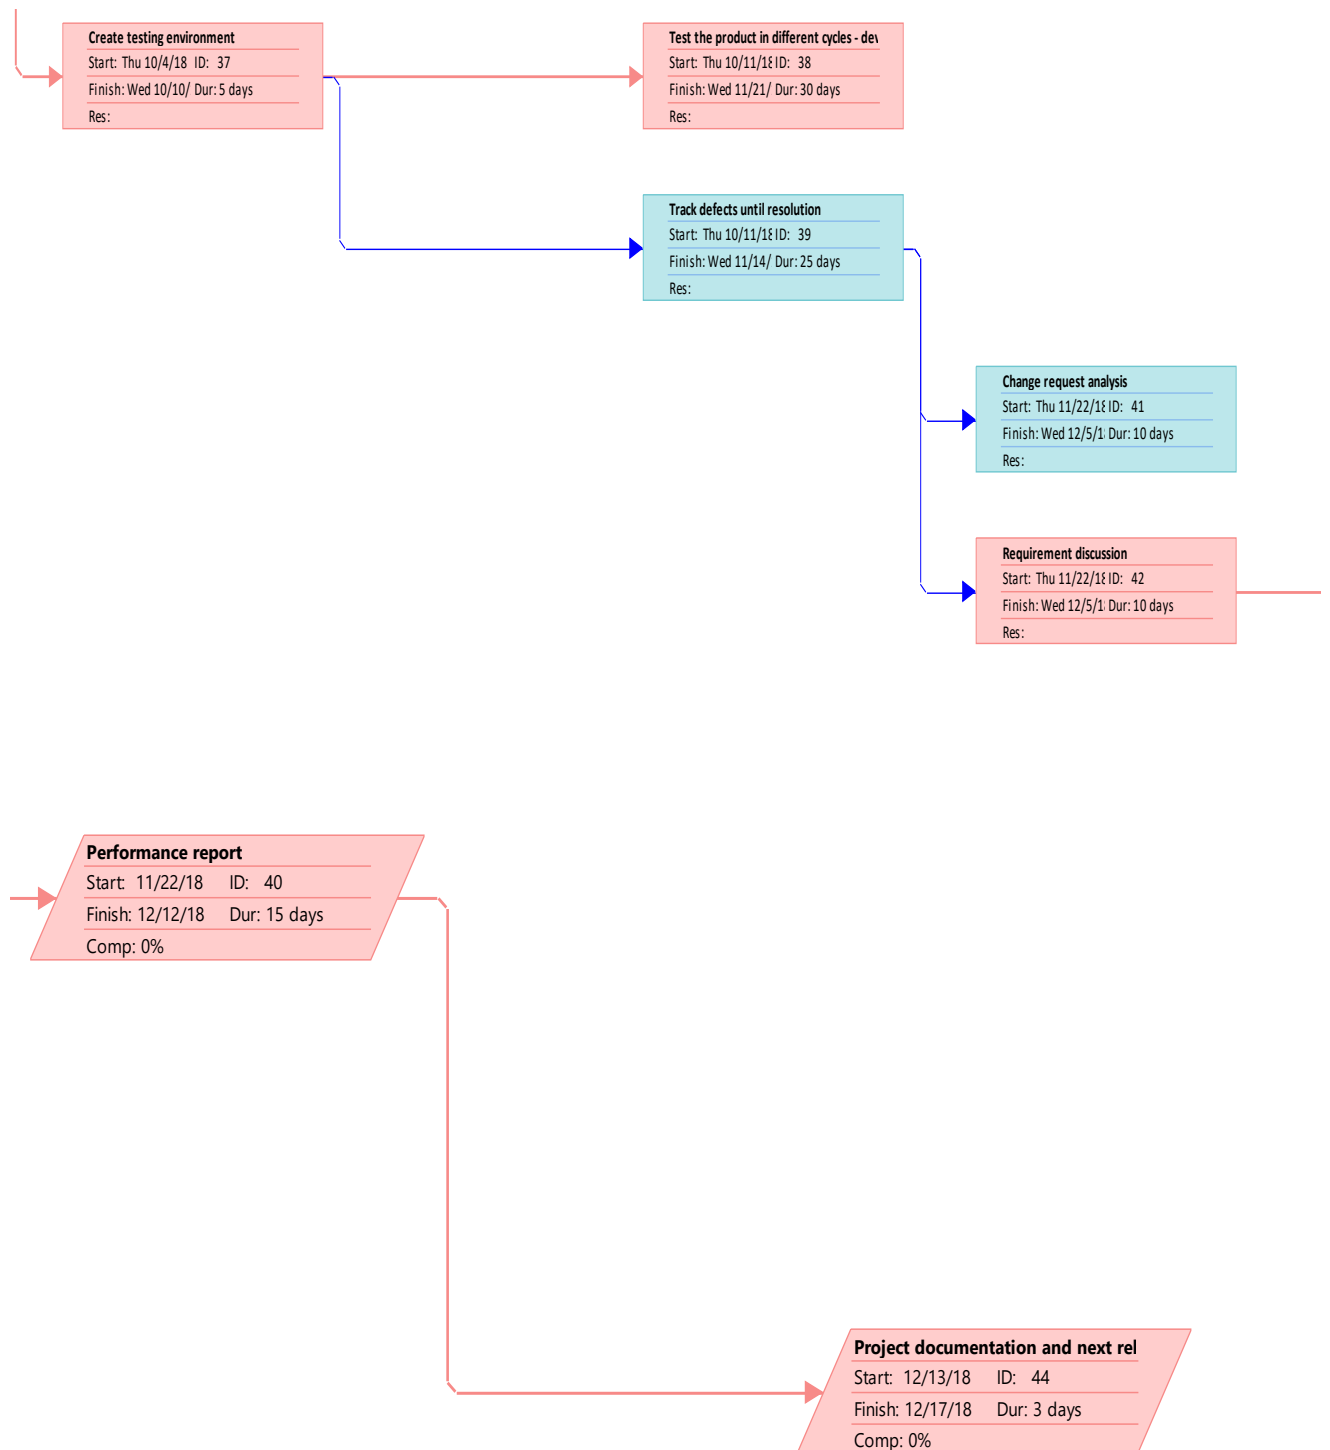 Create testing environment
Start: Thu 10/4/18 ID: 37
Finish: Wed 10/10/ Dur: 5 days
Res:
Test the product in different cycles - dev
Start: Thu 10/11/18 ID: 38
Finish: Wed 11/21/ Dur: 30 days
Res:
Track defects until resolution
Start: Thu 10/11/18 ID: 39
Finish: Wed 11/14/ Dur: 25 days
Res:
Change request analysis
Start: Thu 11/22/18 ID: 41
Finish: Wed 12/5/1 Dur: 10 days
Res:
Requirement discussion
Start: Thu 11/22/18 ID: 42
Finish: Wed 12/5/1 Dur: 10 days
Res:
Performance report
Start: 11/22/18 ID: 40
Finish: 12/12/18 Dur: 15 days
Comp: 0%
Project documentation and next rel
Start: 12/13/18 ID: 44
Finish: 12/17/18 Dur: 3 days
Comp: 0%